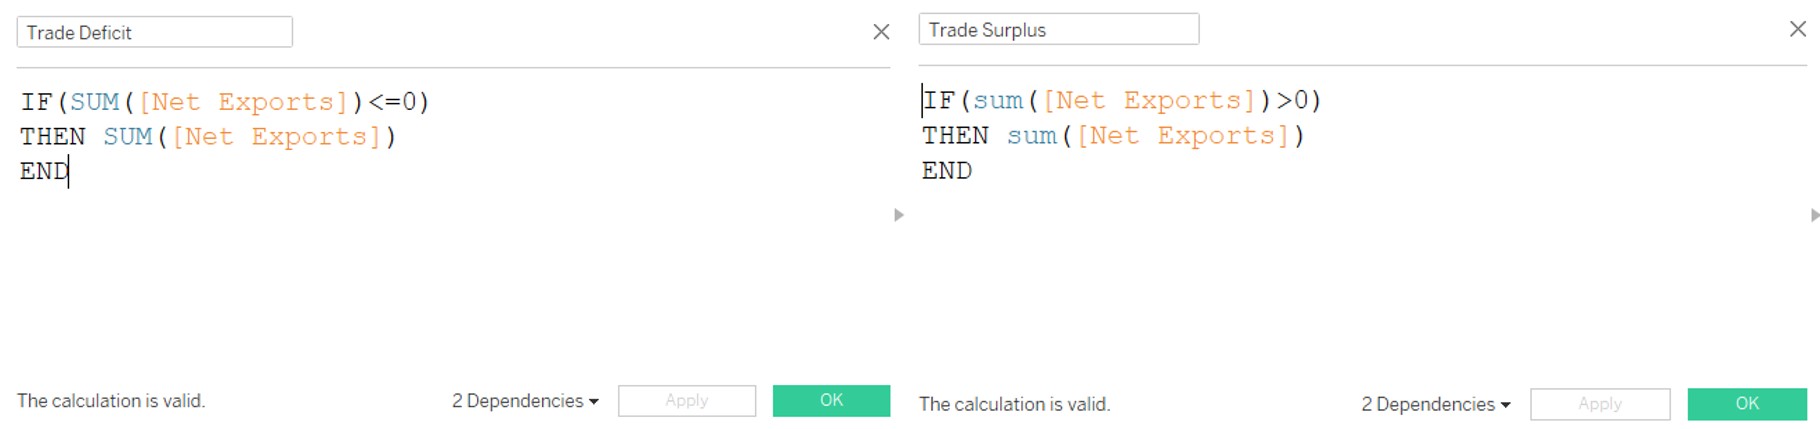 Trade Deficit
IF(SUM([Net Exports])<=0)
THEN SUM([Net Exports])
END
The calculation is valid.
2 Dependencies
Apply
OK
Trade Surplus
IF(sum([Net Exports])>0)
THEN sum([Net Exports])
END
The calculation is valid.
2 Dependencies
Apply
OK